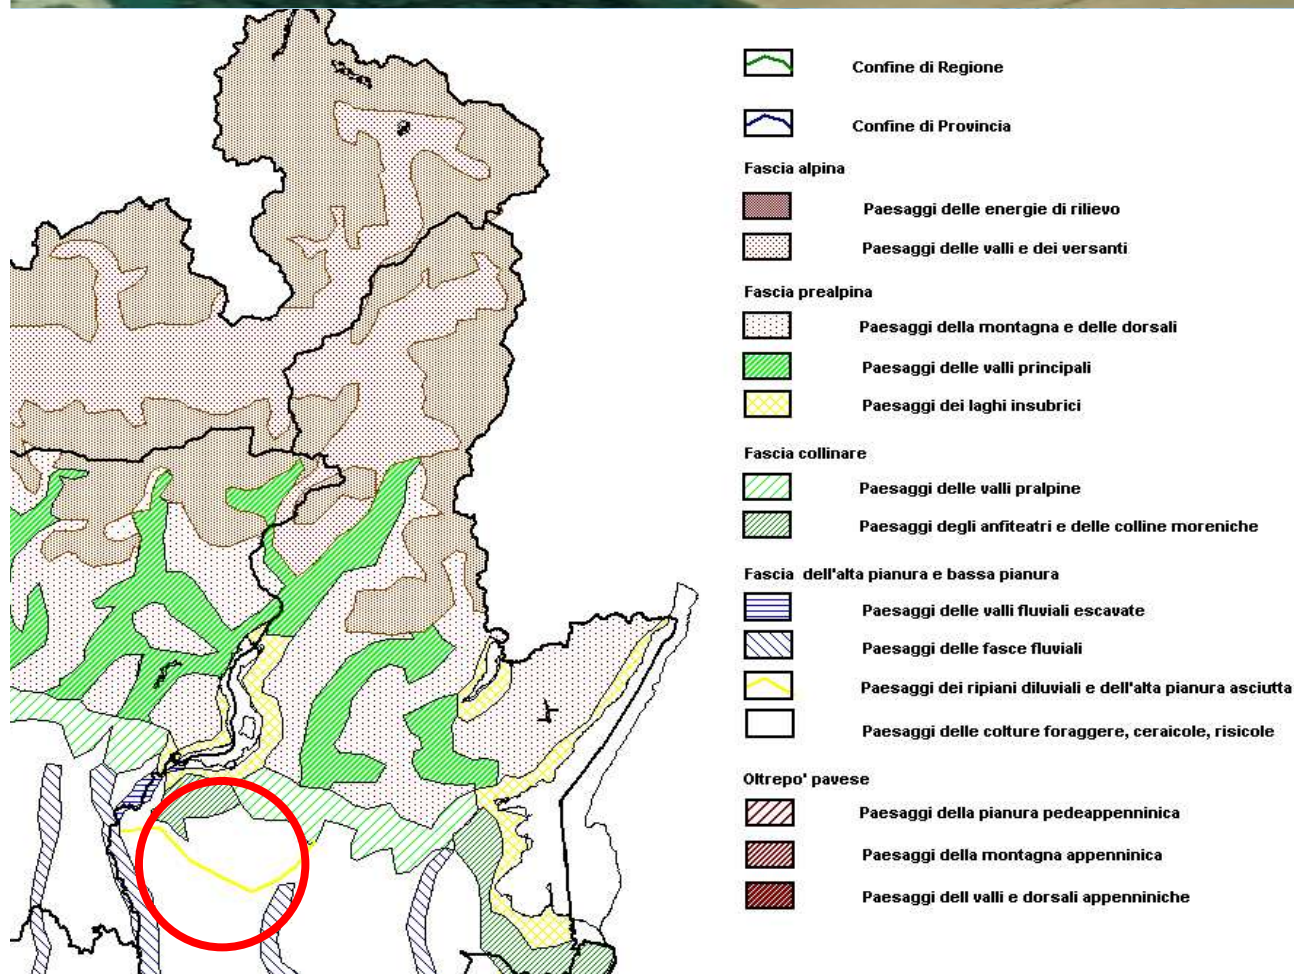 Confine di Regione
Confine di Provincia
Fascia alpina
Paesaggi delle energie di rilievo
Paesaggi delle valli e dei versanti
Fascia prealpina
Paesaggi della montagna e delle dorsali
Paesaggi delle valli principali
Paesaggi dei laghi insubrici
Fascia collinare
Paesaggi delle valli pralpine
Paesaggi degli anfiteatri e delle colline moreniche
Fascia dell'alta pianura e bassa pianura
Paesaggi delle valli fluviali escavate
Paesaggi delle fasce fluviali
Paesaggi dei ripiani diluviali e dell'alta pianura asciutta
Paesaggi delle colture foraggere, ceraicole, risicole
Oltrepo' pavese
Paesaggi della pianura pedeappenninica
Paesaggi della montagna appenninica
Paesaggi dell valli e dorsali appenniniche